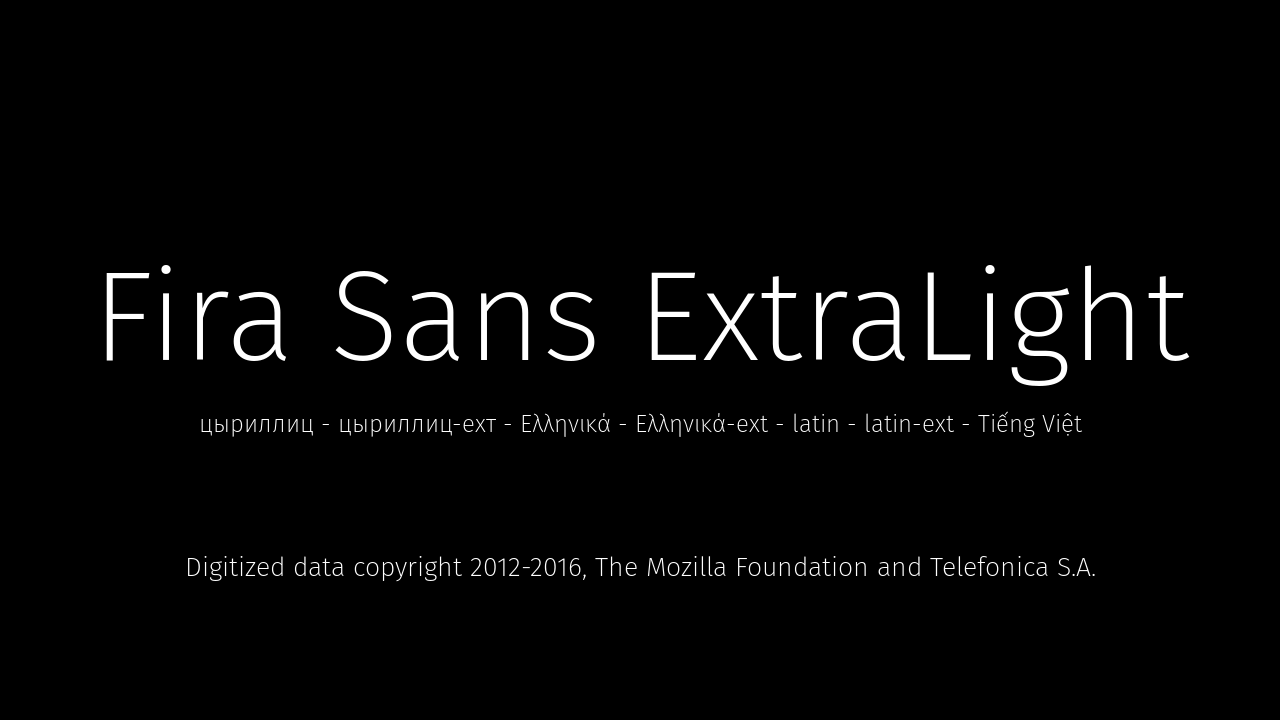 Fira Sans ExtraLight
цыриллиц - цыриллиц-ехт - Ελληνικά - Ελληνικά-ext - latin - latin-ext - Tiếng Việt
Digitized data copyright 2012-2016, The Mozilla Foundation and Telefonica S.A.